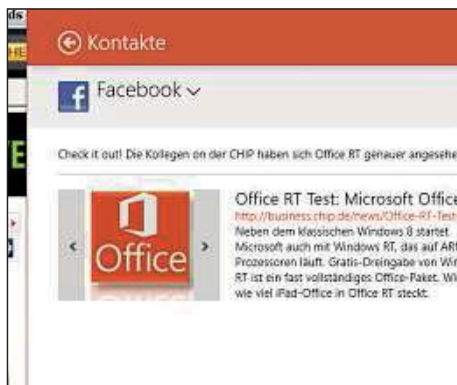 Kontakte
Facebook
Check it out! Die Kollegen on der CHIP haben sich Office RT genauer angesehe
Office RT Test: Microsoft Office
http://business.chip.de/news/Office-RT-Test
Neben dem klassischen Windows 8 startet
Microsoft auch mit Windows RT, das auf ARM
Prozessoren läuft. Gratis-Dreingabe von Win
RT ist ein fast vollständiges Office-Paket. Wi
wie viel iPad-Office in Office RT steckt.
Office